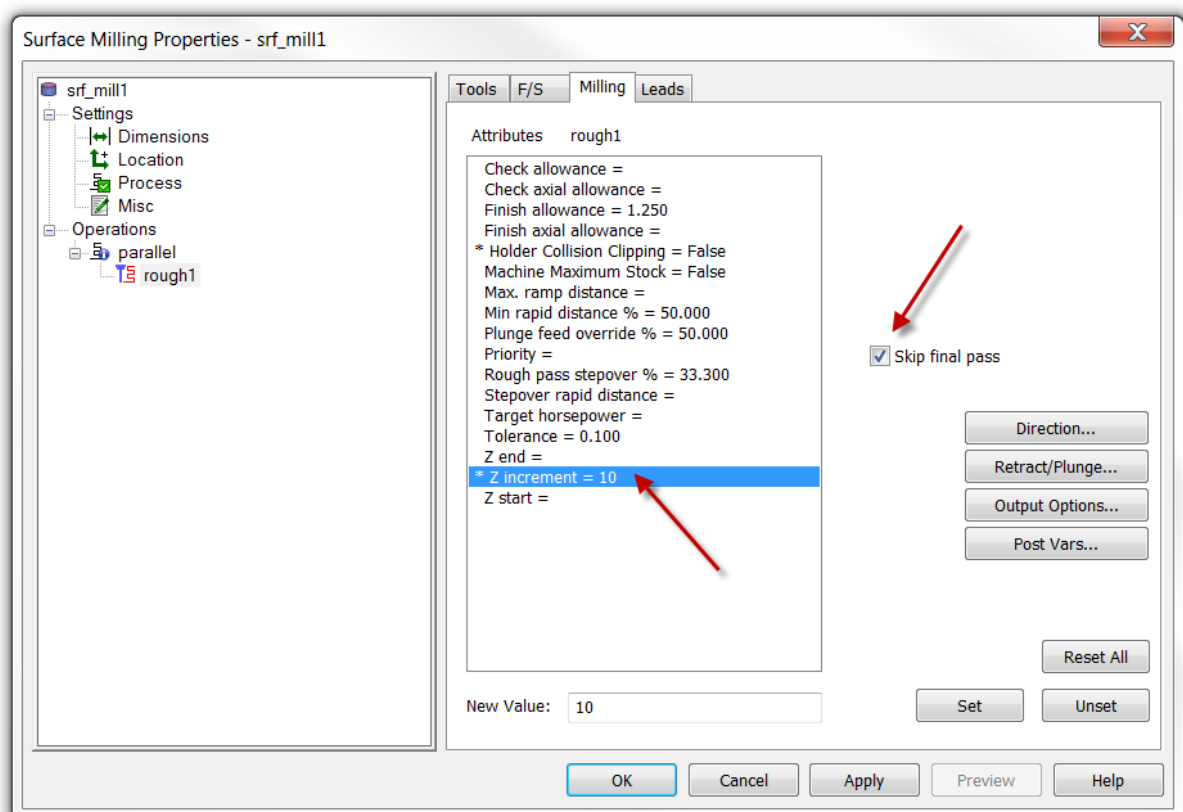 Surface Milling Properties - srf_mill1
srf_mill1
Settings
Dimensions
Location
Process
Misc
Operations
parallel
rough1
Tools F/S Milling Leads
Attributes rough1
Check allowance =
Check axial allowance =
Finish allowance = 1.250
Finish axial allowance =
* Holder Collision Clipping = False
Machine Maximum Stock = False
Max. ramp distance =
Min rapid distance % = 50.000
Plunge feed override % = 50.000
Priority =
Rough pass stepover % = 33.300
Stepover rapid distance =
Target horsepower =
Tolerance = 0.100
Z end =
* Z increment = 10
Z start =
Skip final pass
Direction...
Retract/Plunge...
Output Options...
Post Vars...
Reset All
New Value: 10
Set Unset
OK Cancel Apply Preview Help